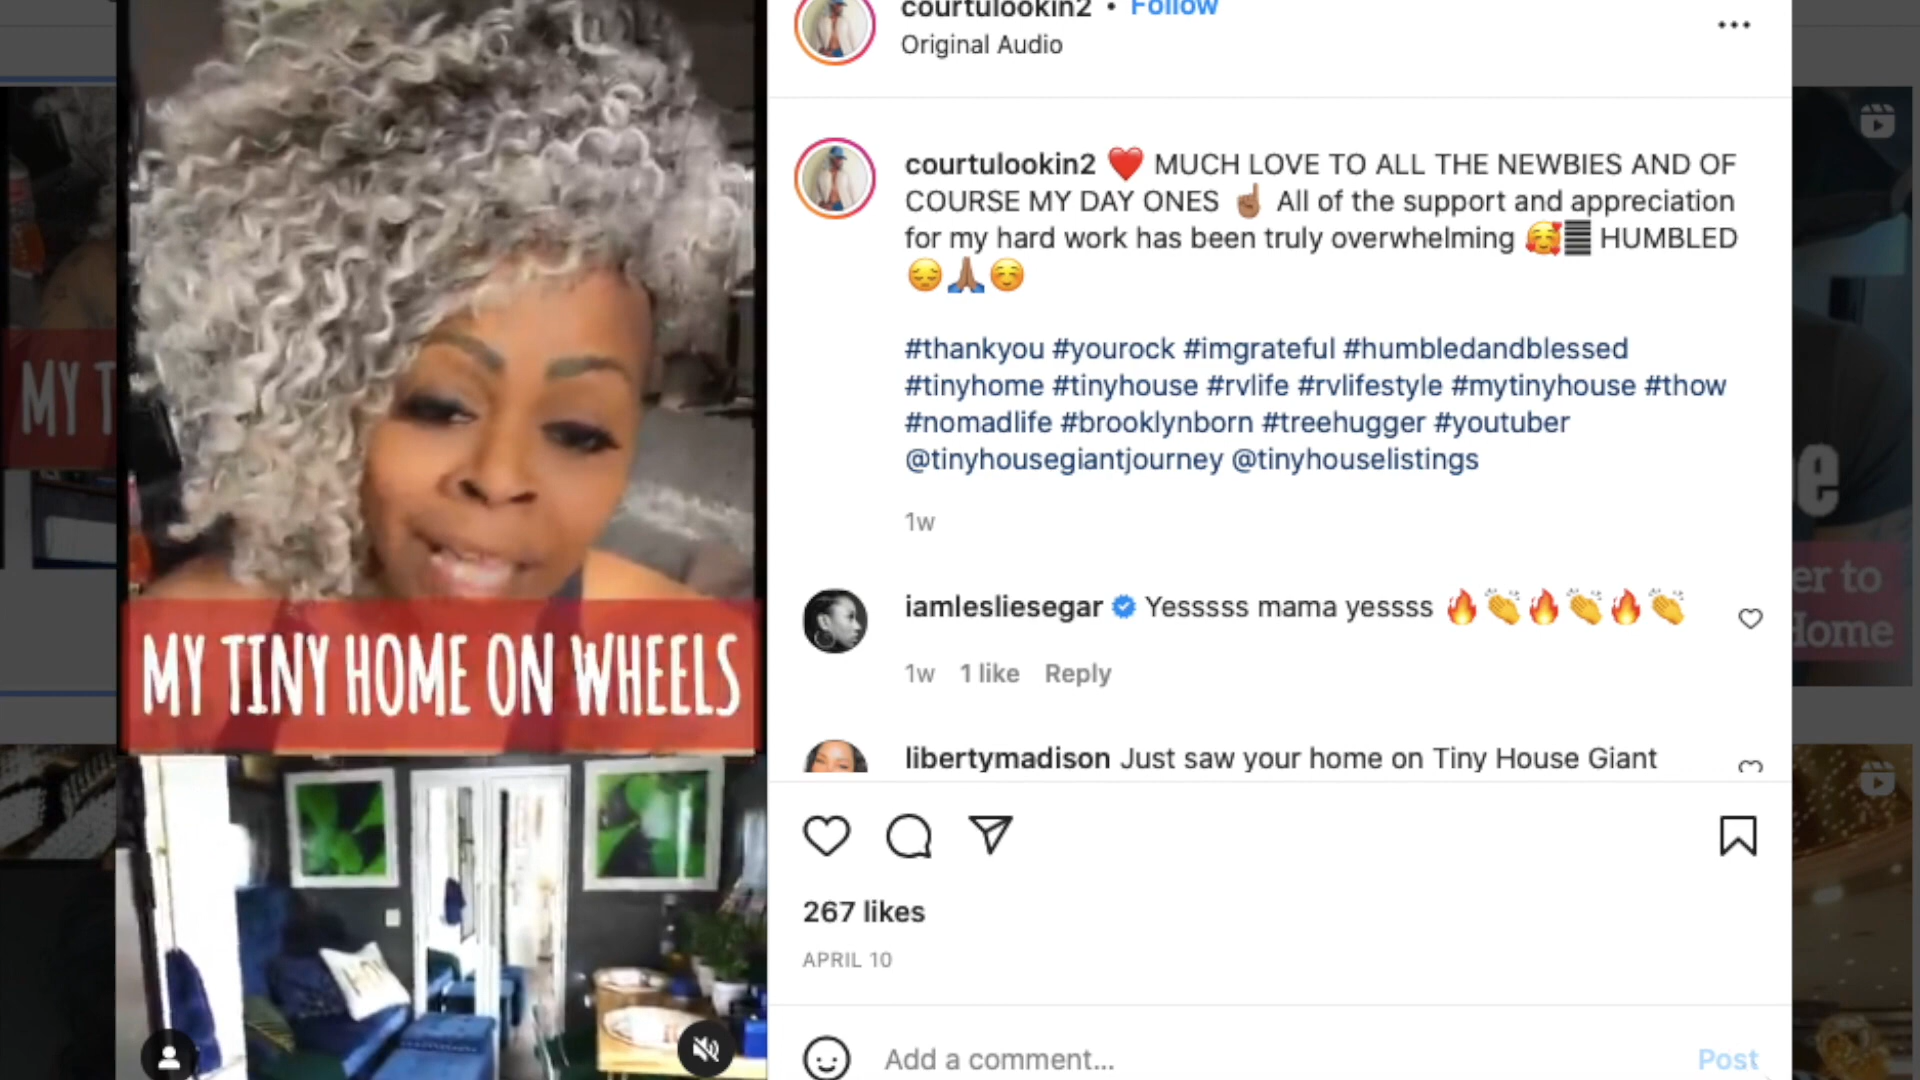 courtulookin2 • Follow
Original Audio
courtulookin2 ❤️ MUCH LOVE TO ALL THE NEWBIES AND OF
COURSE MY DAY ONES ☝🏽 All of the support and appreciation
for my hard work has been truly overwhelming 🥰 HUMBLED
😔🙏🏽☺️
#thankyou #yourock #imgrateful #humbledandblessed
#tinyhome #tinyhouse #rvlife #rvlifestyle #mytinyhouse #thow
#nomadlife #brooklynborn #treehugger #youtuber
@tinyhousegiantjourney @tinyhouselistings
1w
iamlesliesegar Yesssss mama yessss 🔥👏🔥👏🔥👏
1w 1 like Reply
libertymadison Just saw your home on Tiny House Giant
267 likes
APRIL 10
Add a comment... Post
MY TINY HOME ON WHEELS
MY T
e
er to
Home